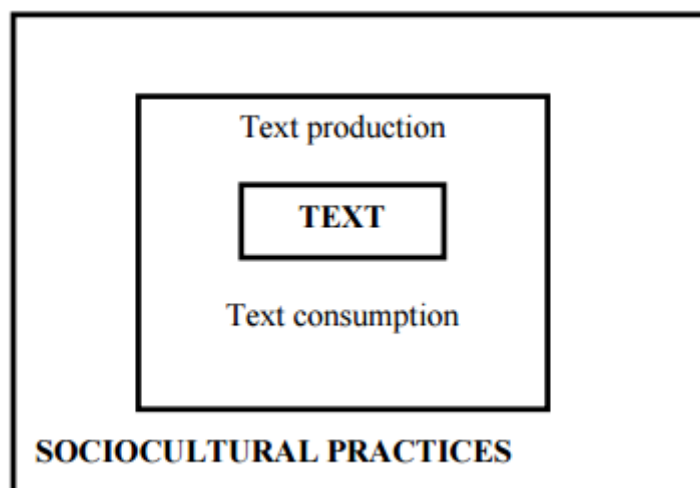 Text production
TEXT
Text consumption
SOCIOCULTURAL PRACTICES